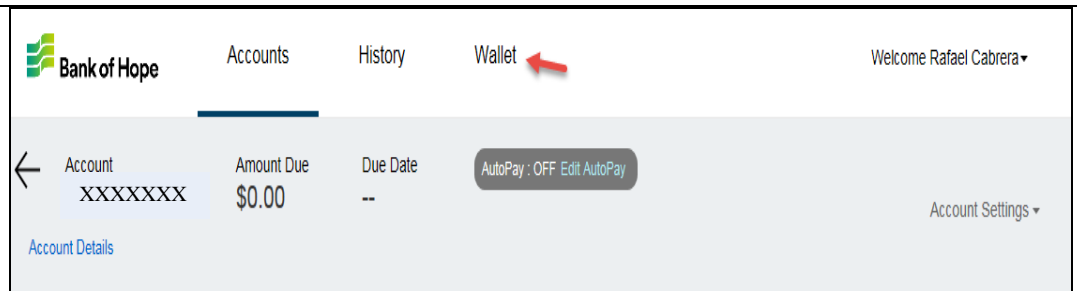 Bank of Hope Accounts History Wallet Welcome Rafael Cabrera
Account Amount Due Due Date AutoPay : OFF Edit AutoPay
XXXXXXX $0.00 --
Account Settings
Account Details